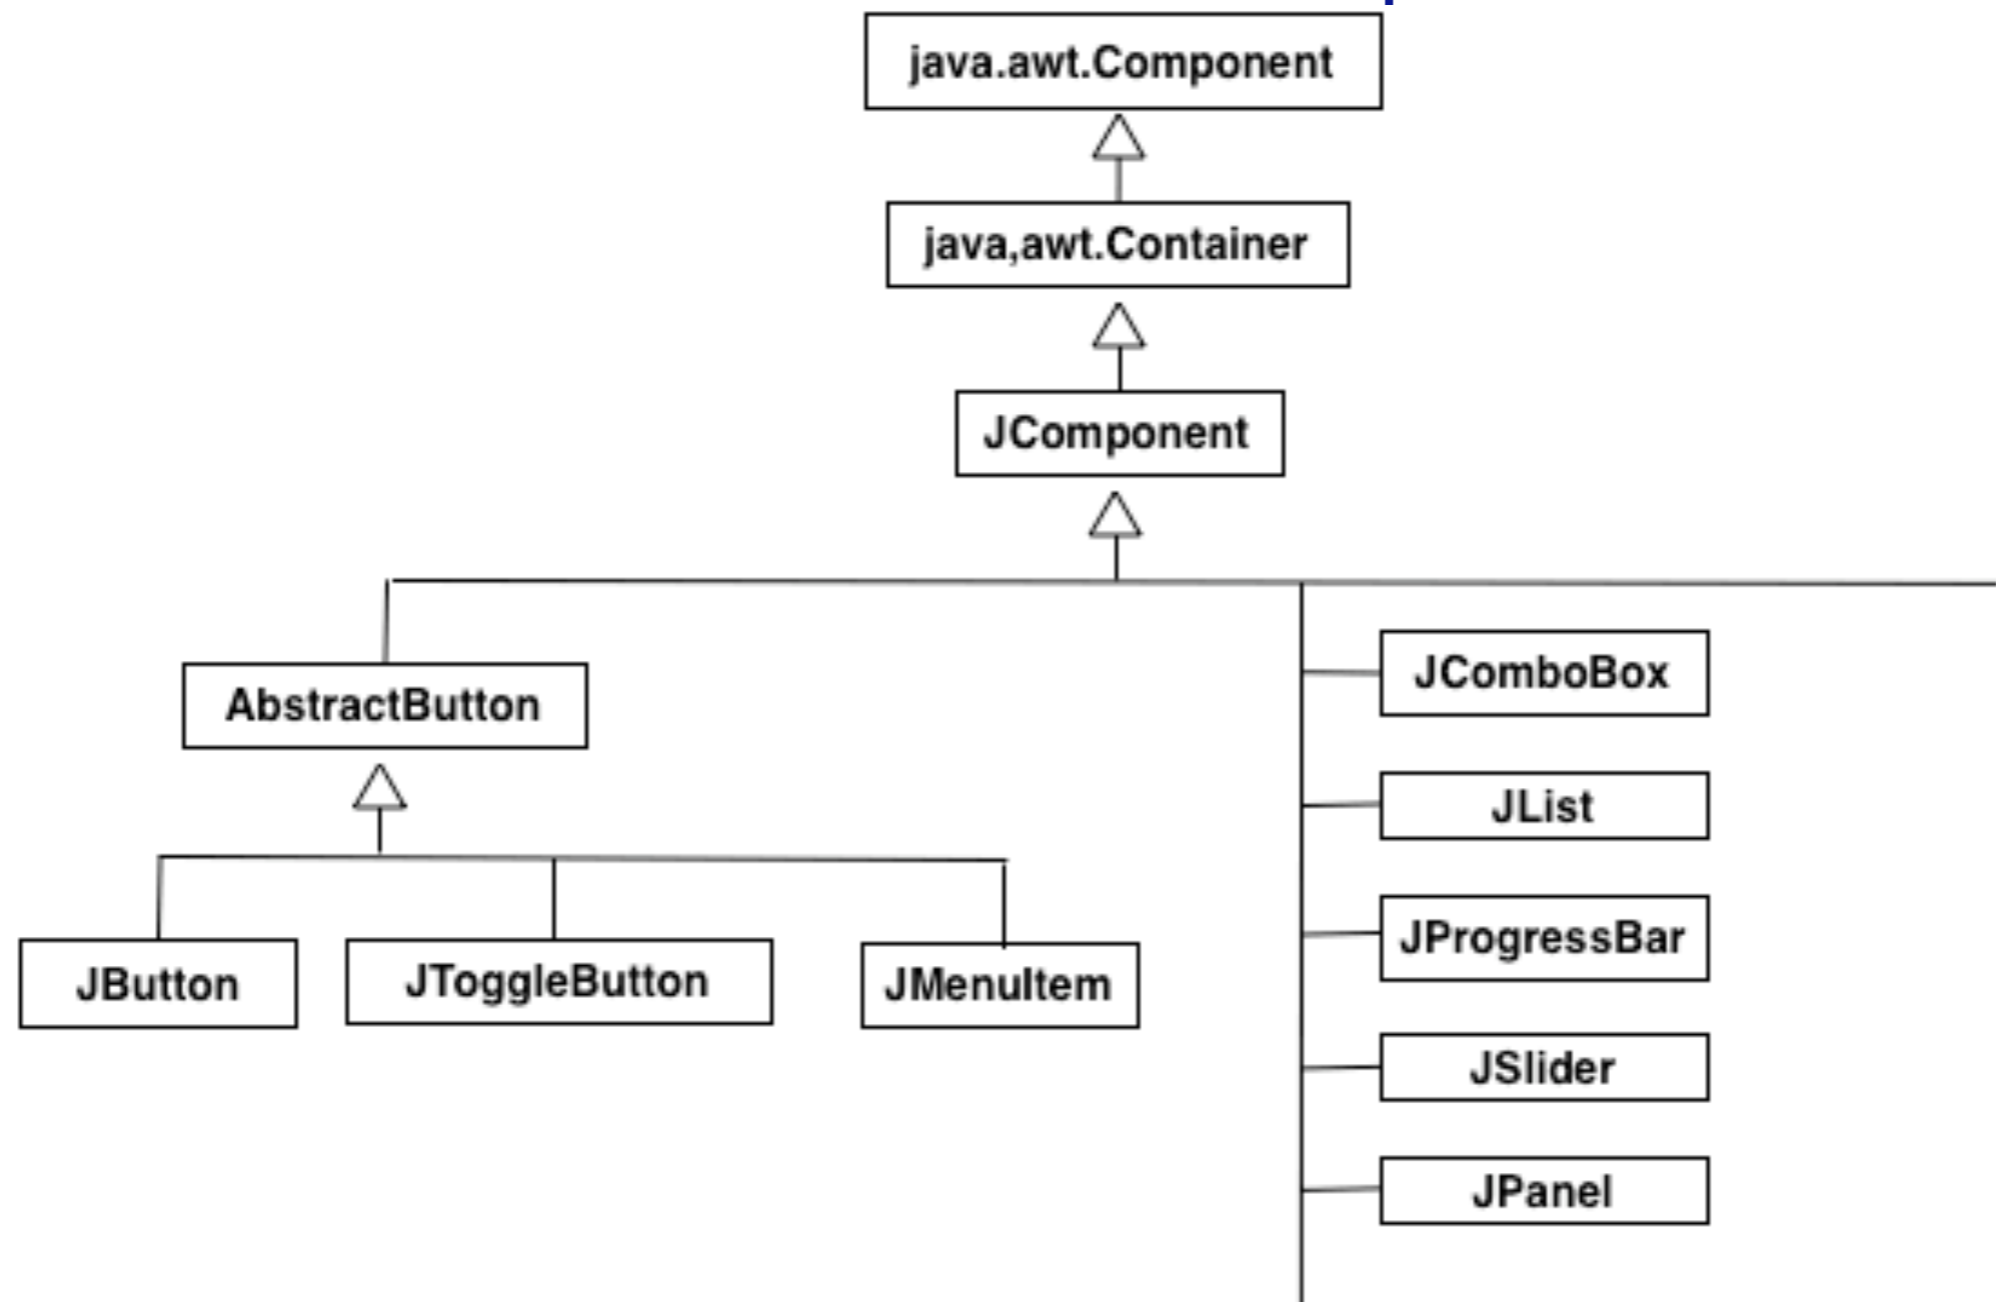 java.awt.Component
java,awt.Container
JComponent
AbstractButton
JComboBox
JList
JProgressBar
JButton
JToggleButton
JMenuItem
JSlider
JPanel